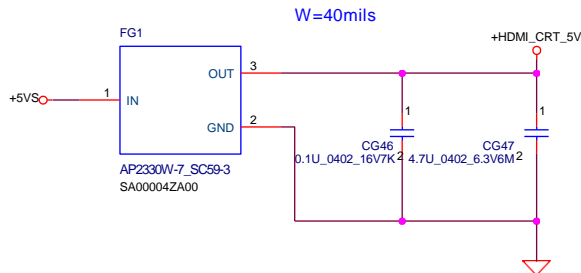 W=40mils
FG1
+HDMI_CRT_5V
OUT 3
+5VS 1 IN
GND 2
1 1
CG46 CG47
0.1U_0402_16V7K 2 4.7U_0402_6.3V6M 2
AP2330W-7_SC59-3
SA00004ZA00